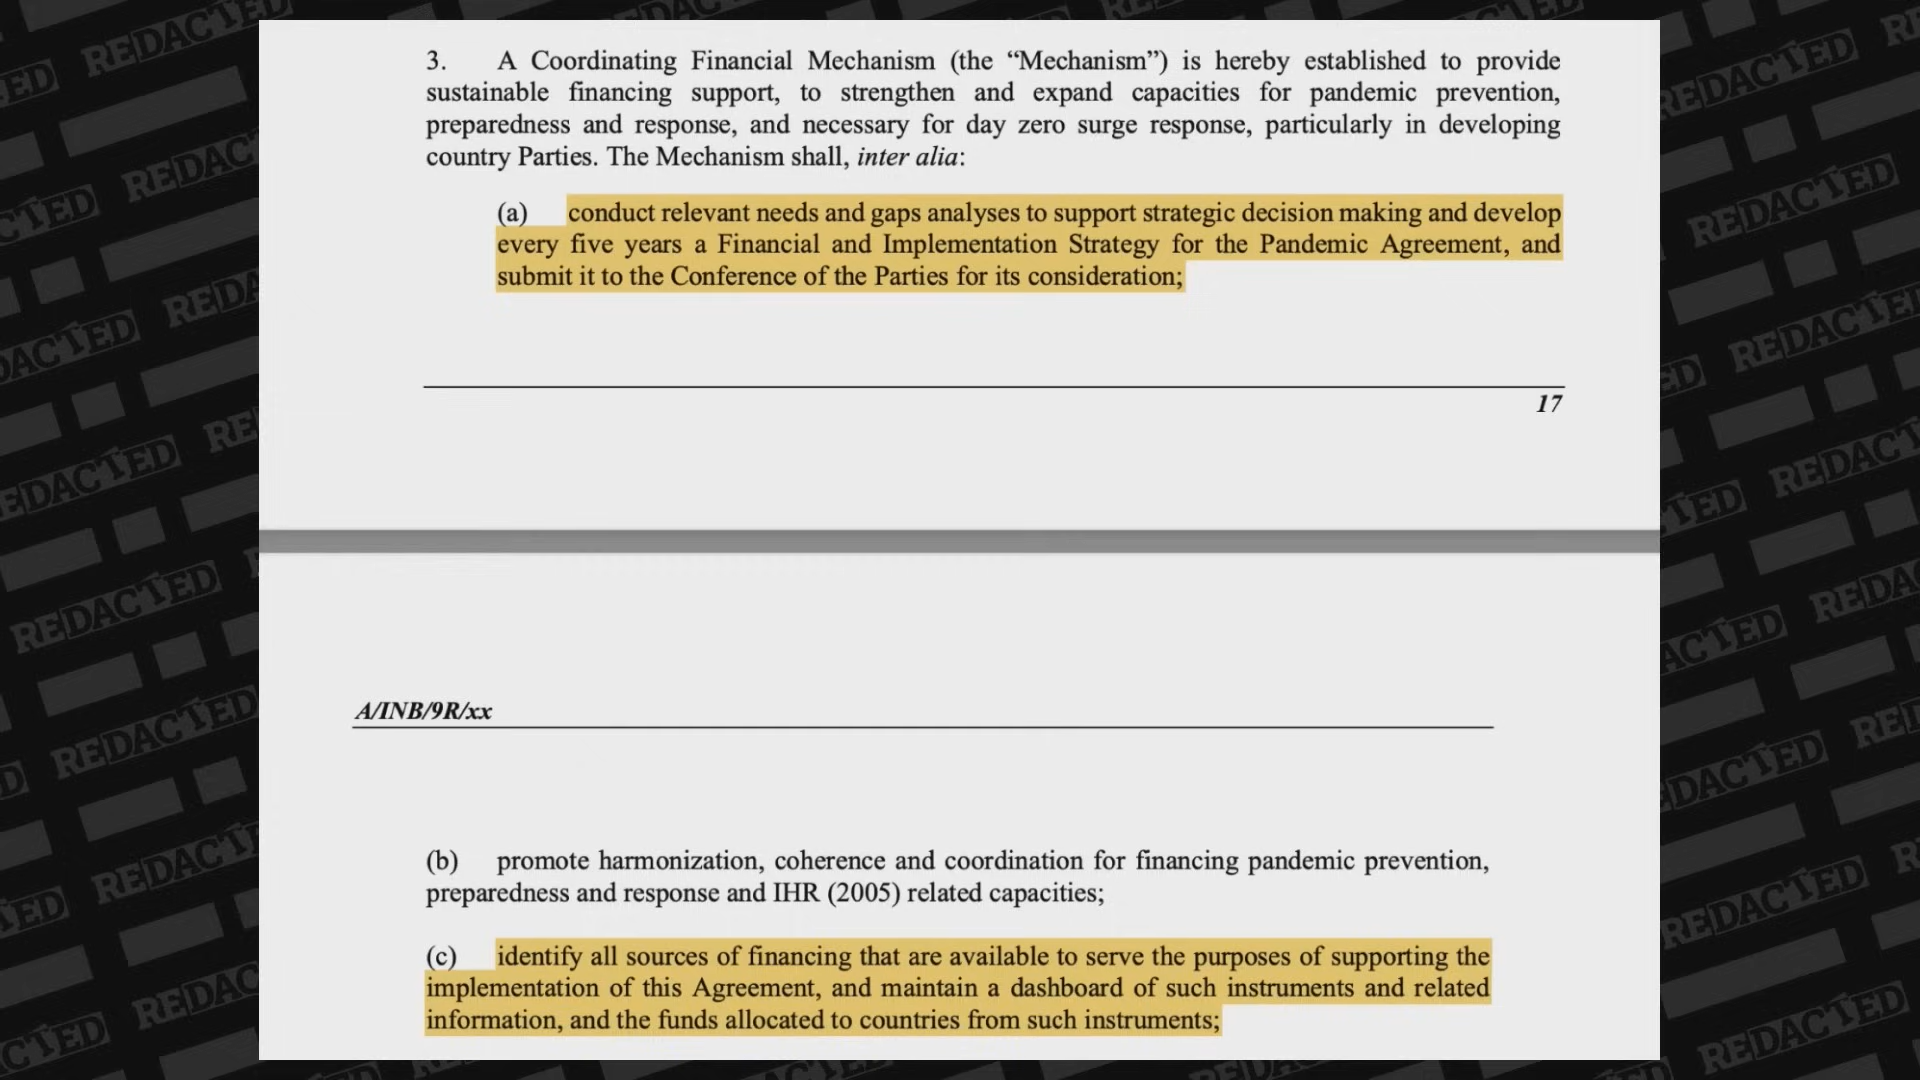 3. A Coordinating Financial Mechanism (the “Mechanism”) is hereby established to provide
sustainable financing support, to strengthen and expand capacities for pandemic prevention,
preparedness and response, and necessary for day zero surge response, particularly in developing
country Parties. The Mechanism shall, inter alia:
(a) conduct relevant needs and gaps analyses to support strategic decision making and develop
every five years a Financial and Implementation Strategy for the Pandemic Agreement, and
submit it to the Conference of the Parties for its consideration;
17
A/INB/9R/xx
(b) promote harmonization, coherence and coordination for financing pandemic prevention,
preparedness and response and IHR (2005) related capacities;
(c) identify all sources of financing that are available to serve the purposes of supporting the
implementation of this Agreement, and maintain a dashboard of such instruments and related
information, and the funds allocated to countries from such instruments;
REDACTED